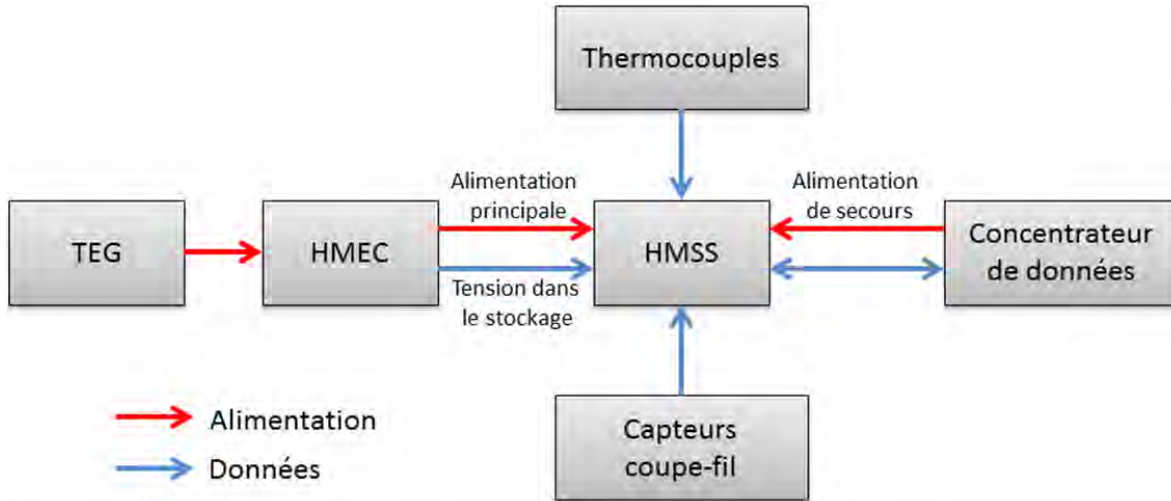 Thermocouples
Alimentation
principale
Alimentation
de secours
TEG
HMEC
HMSS
Concentrateur
de données
Tension dans
le stockage
Alimentation
Données
Capteurs
coupe-fil